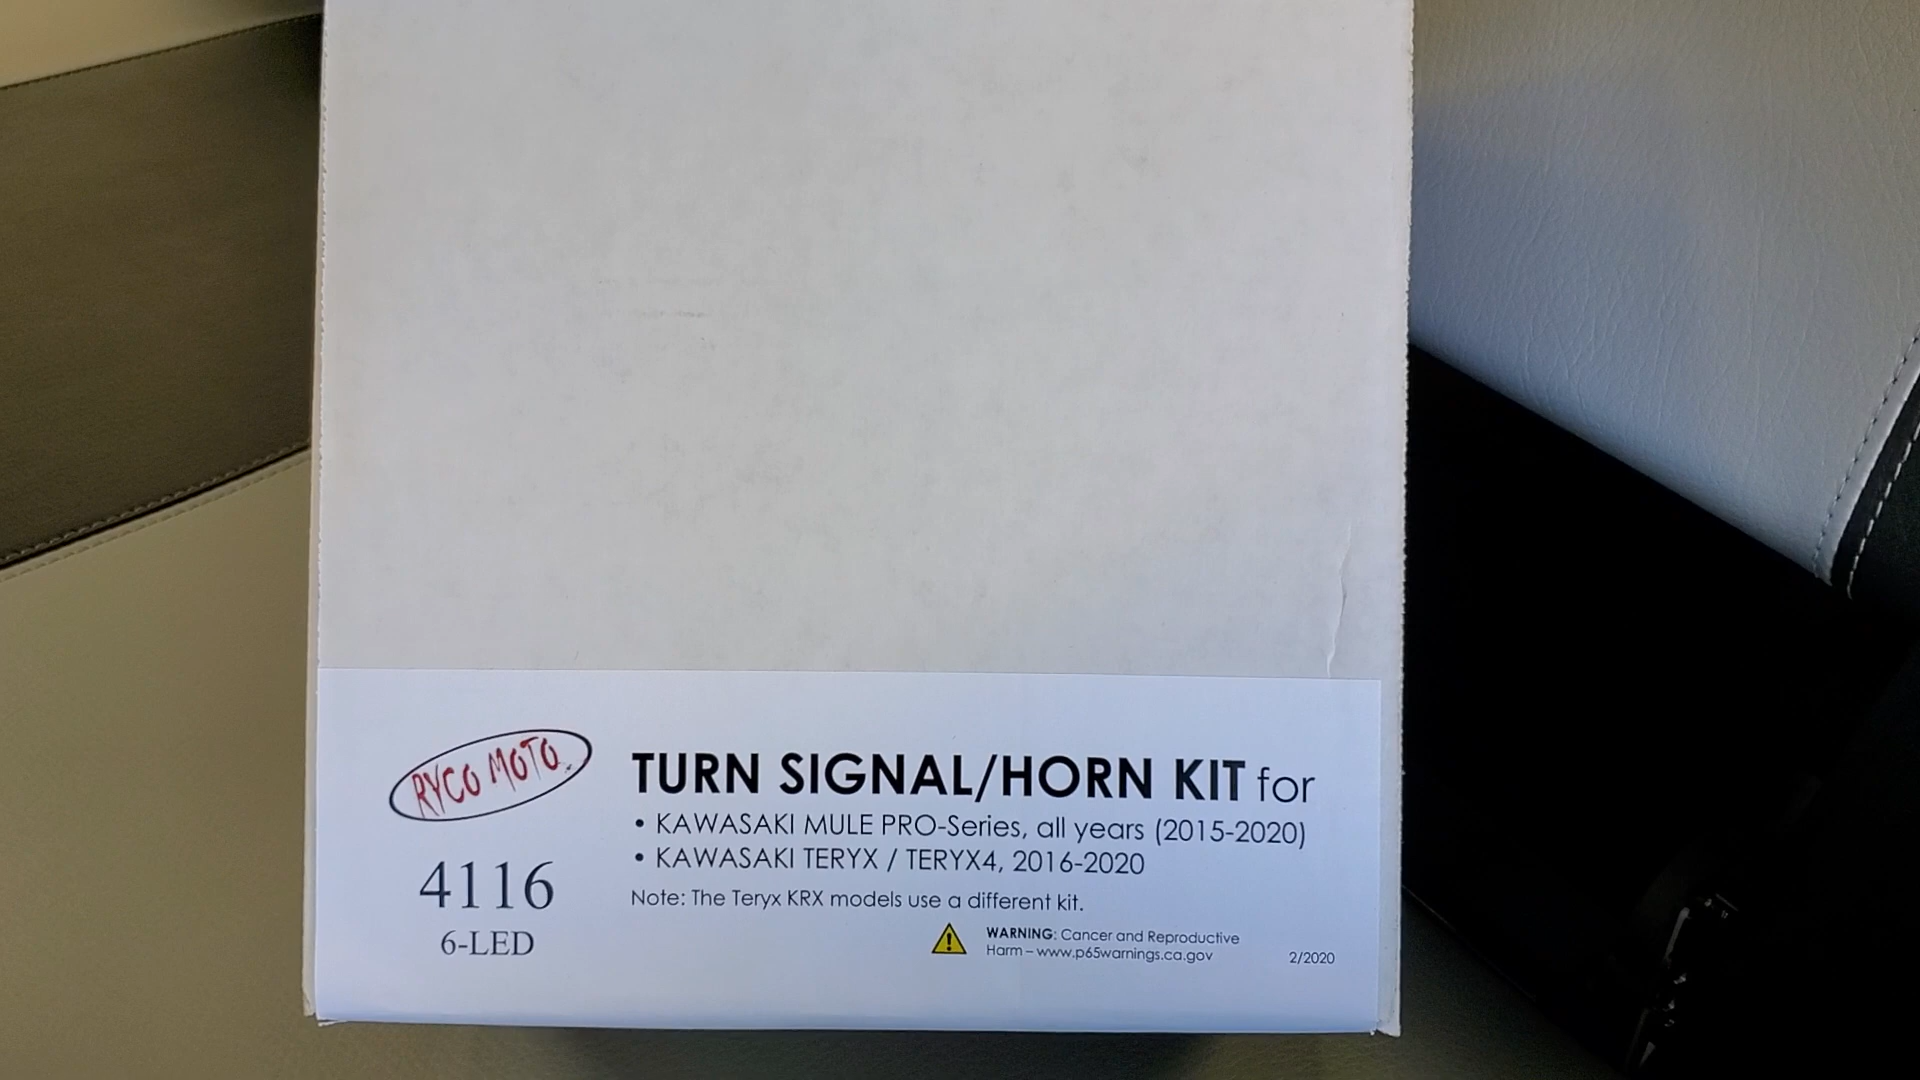 RYCO MOTO
4116
6-LED
TURN SIGNAL/HORN KIT for
• KAWASAKI MULE PRO-Series, all years (2015-2020)
• KAWASAKI TERYX / TERYX4, 2016-2020
Note: The Teryx KRX models use a different kit.
WARNING: Cancer and Reproductive
Harm – www.p65warnings.ca.gov
2/2020